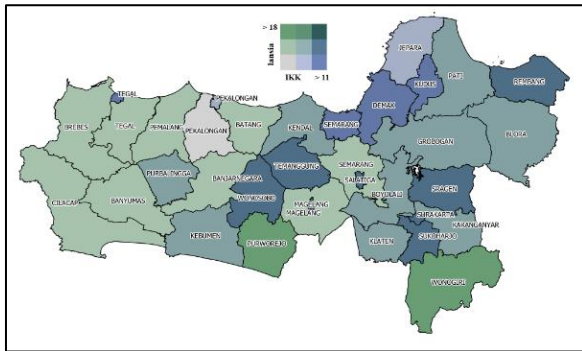 > 18
lansia
IKK
> 11
JEPARA
PATI
REMBANG
KUDUS
DEMAK
TEGAL
PEKALONGAN
BREBES
TEGAL
PEMALANG
PEKALONGAN
BATANG
KENDAL
SEMARANG
GROBOGAN
BLORA
PURBALINGGA
BANJARNEGARA
TEMANGGUNG
SEMARANG
SALATIGA
BOYOLALI
SRAGEN
CILACAP
BANYUMAS
WONOSOBO
MAGELANG
MAGELANG
SURAKARTA
KARANGANYAR
KEBUMEN
PURWOREJO
KLATEN
SUKOHARJO
WONOGIRI